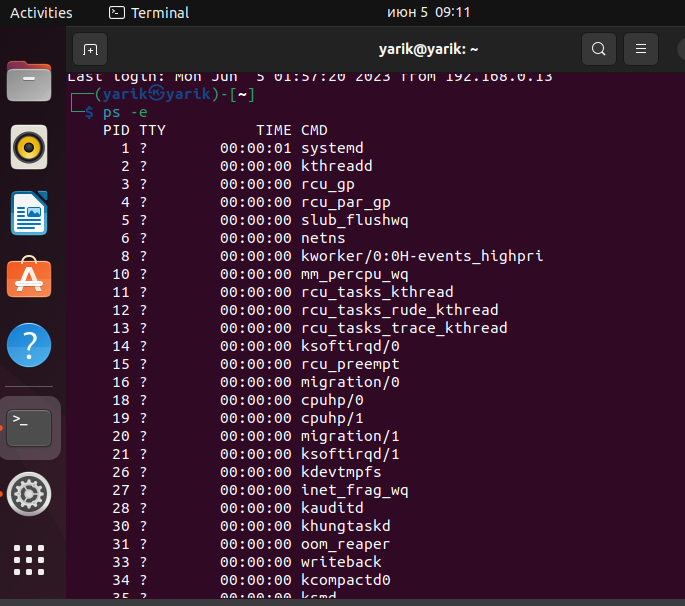 Activities Terminal июн 5 09:11
yarik@yarik: ~
Last login: Mon Jun 5 01:57:20 2023 from 192.168.0.13
┌──(yarik㉿yarik)-[~]
└─$ ps -e
PID TTY TIME CMD
1 ? 00:00:01 systemd
2 ? 00:00:00 kthreadd
3 ? 00:00:00 rcu_gp
4 ? 00:00:00 rcu_par_gp
5 ? 00:00:00 slub_flushwq
6 ? 00:00:00 netns
8 ? 00:00:00 kworker/0:0H-events_highpri
10 ? 00:00:00 mm_percpu_wq
11 ? 00:00:00 rcu_tasks_kthread
12 ? 00:00:00 rcu_tasks_rude_kthread
13 ? 00:00:00 rcu_tasks_trace_kthread
14 ? 00:00:00 ksoftirqd/0
15 ? 00:00:00 rcu_preempt
16 ? 00:00:00 migration/0
18 ? 00:00:00 cpuhp/0
19 ? 00:00:00 cpuhp/1
20 ? 00:00:00 migration/1
21 ? 00:00:00 ksoftirqd/1
26 ? 00:00:00 kdevtmpfs
27 ? 00:00:00 inet_frag_wq
28 ? 00:00:00 kauditd
30 ? 00:00:00 khungtaskd
31 ? 00:00:00 oom_reaper
33 ? 00:00:00 writeback
34 ? 00:00:00 kcompactd0
35 ? 00:00:00 ksmd